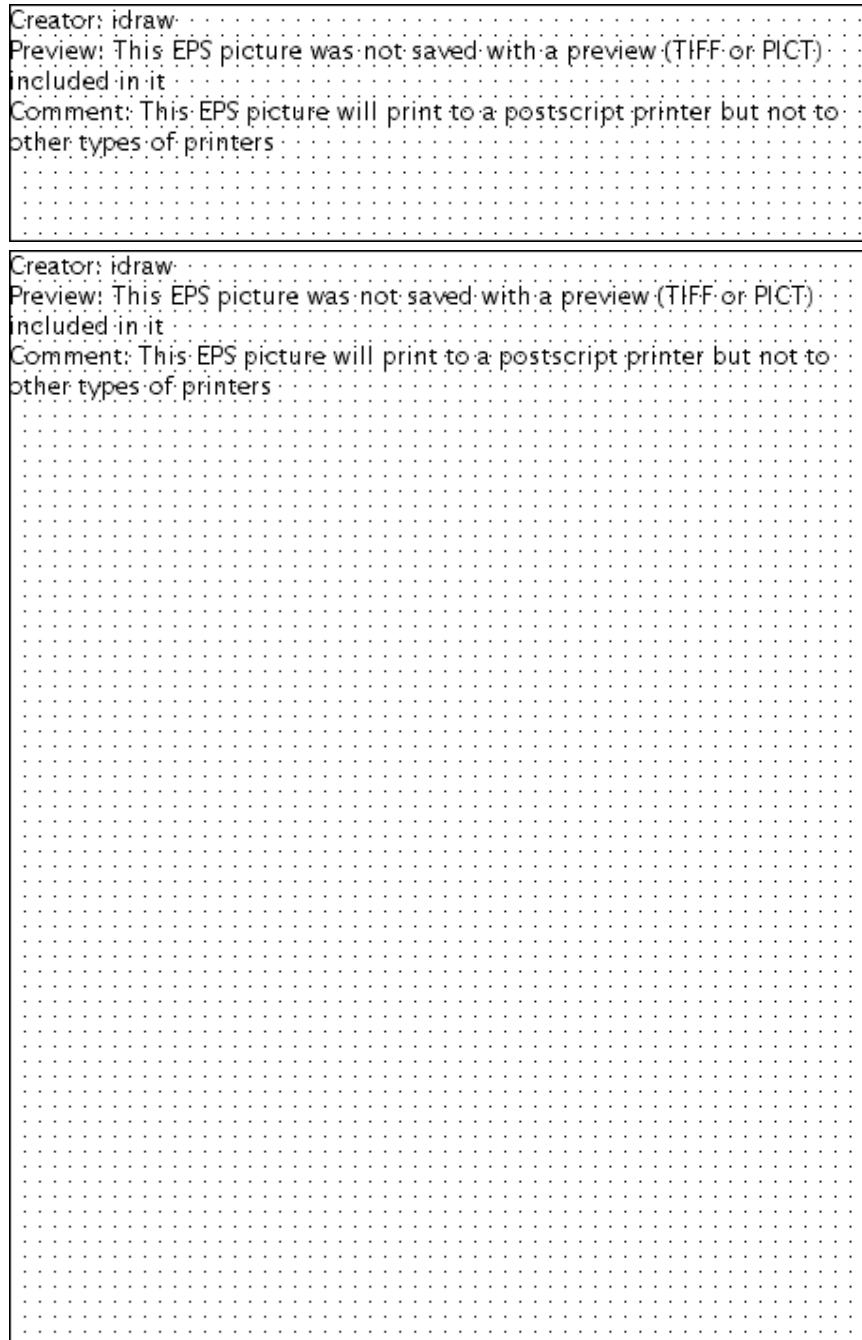 Creator: idraw
Preview: This EPS picture was not saved with a preview (TIFF or PICT)
included in it
Comment: This EPS picture will print to a postscript printer but not to
other types of printers
Creator: idraw
Preview: This EPS picture was not saved with a preview (TIFF or PICT)
included in it
Comment: This EPS picture will print to a postscript printer but not to
other types of printers